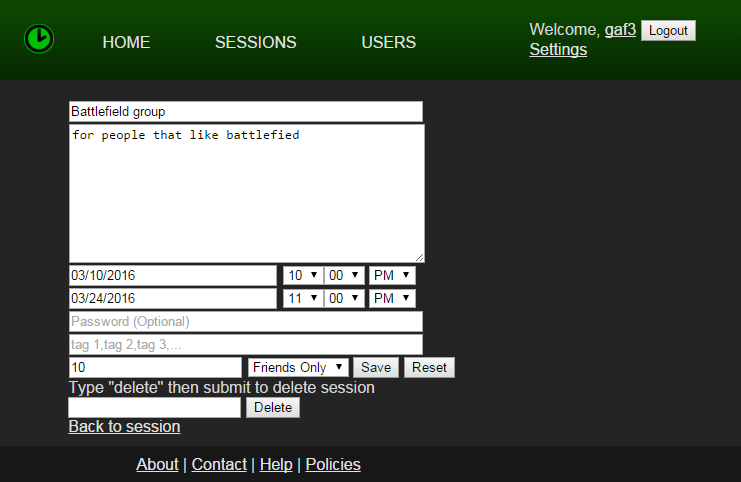 HOME SESSIONS USERS Welcome, gaf3 Logout
Settings
Battlefield group
for people that like battlefied
03/10/2016 10 00 PM
03/24/2016 11 00 PM
Password (Optional)
tag 1,tag 2,tag 3,...
10 Friends Only Save Reset
Type "delete" then submit to delete session
Delete
Back to session
About | Contact | Help | Policies